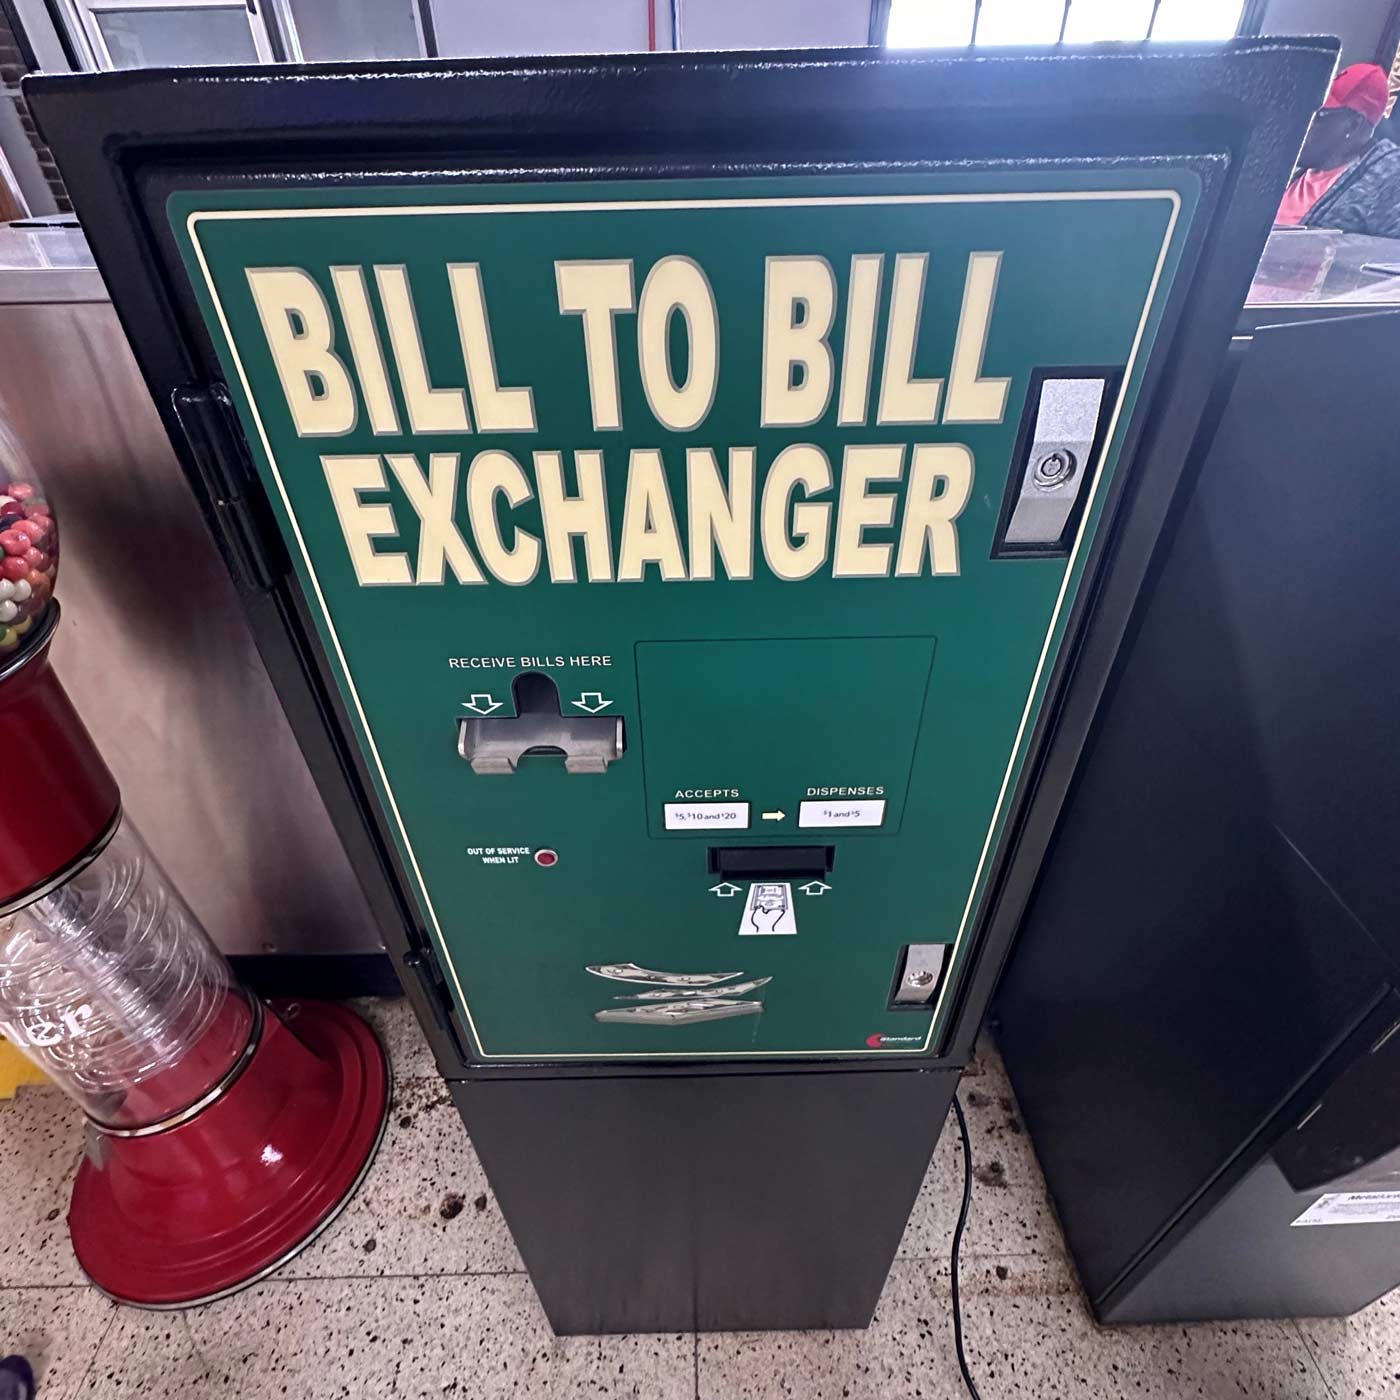 BILL TO BILL
EXCHANGER
RECEIVE BILLS HERE
ACCEPTS
$5, $10 and $20
DISPENSES
$1 and $5
OUT OF SERVICE
WHEN LIT
Standard